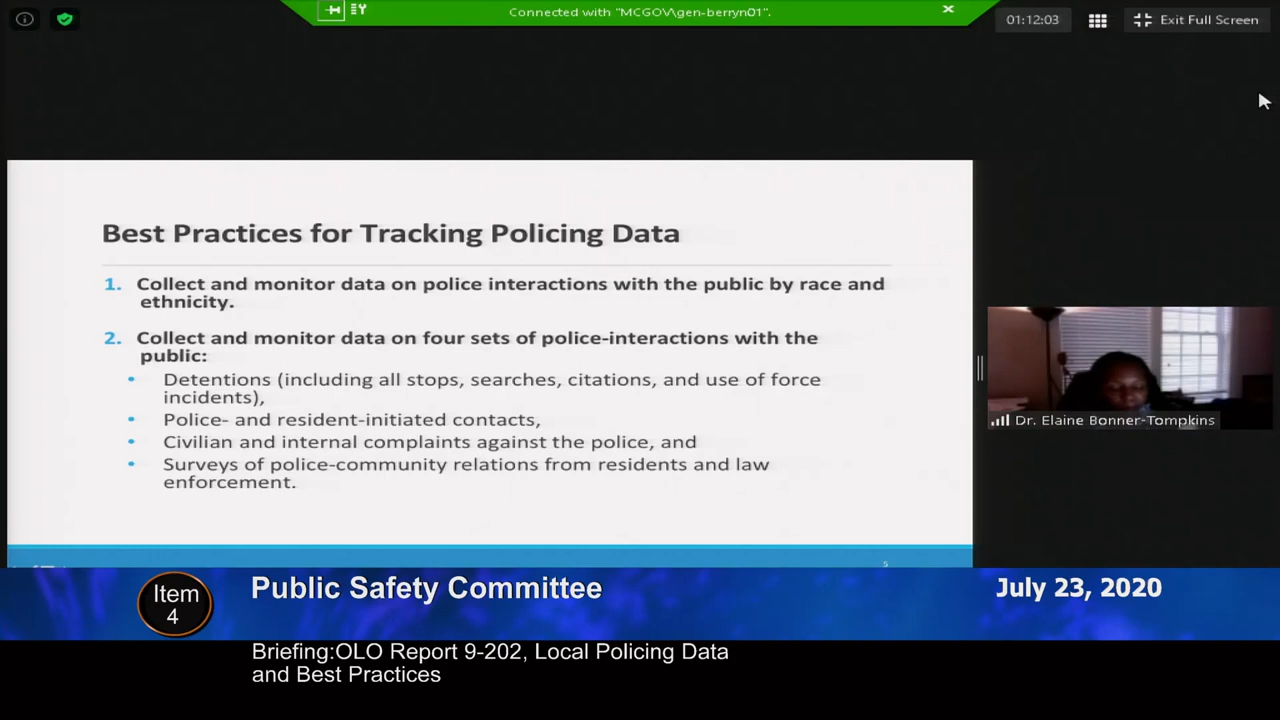 Connected with "MCGOV\gen-berryn01".
01:12:03
Exit Full Screen
Best Practices for Tracking Policing Data
1. Collect and monitor data on police interactions with the public by race and
ethnicity.
2. Collect and monitor data on four sets of police-interactions with the
public:
• Detentions (including all stops, searches, citations, and use of force
incidents),
• Police- and resident-initiated contacts,
• Civilian and internal complaints against the police, and
• Surveys of police-community relations from residents and law
enforcement.
5
Dr. Elaine Bonner-Tompkins
Item
4
Public Safety Committee
July 23, 2020
Briefing:OLO Report 9-202, Local Policing Data
and Best Practices